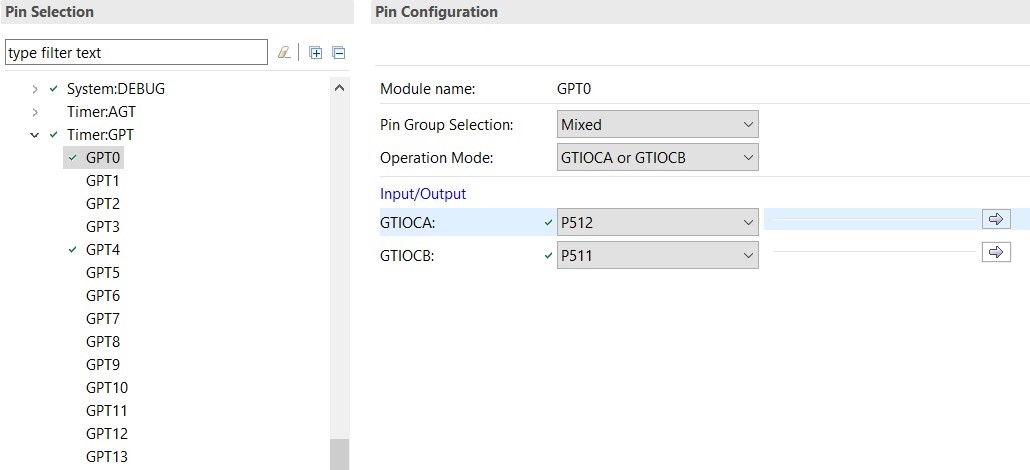 Pin Selection
type filter text
System:DEBUG
Timer:AGT
Timer:GPT
GPT0
GPT1
GPT2
GPT3
GPT4
GPT5
GPT6
GPT7
GPT8
GPT9
GPT10
GPT11
GPT12
GPT13
Pin Configuration
Module name: GPT0
Pin Group Selection: Mixed
Operation Mode: GTIOCA or GTIOCB
Input/Output
GTIOCA: P512
GTIOCB: P511